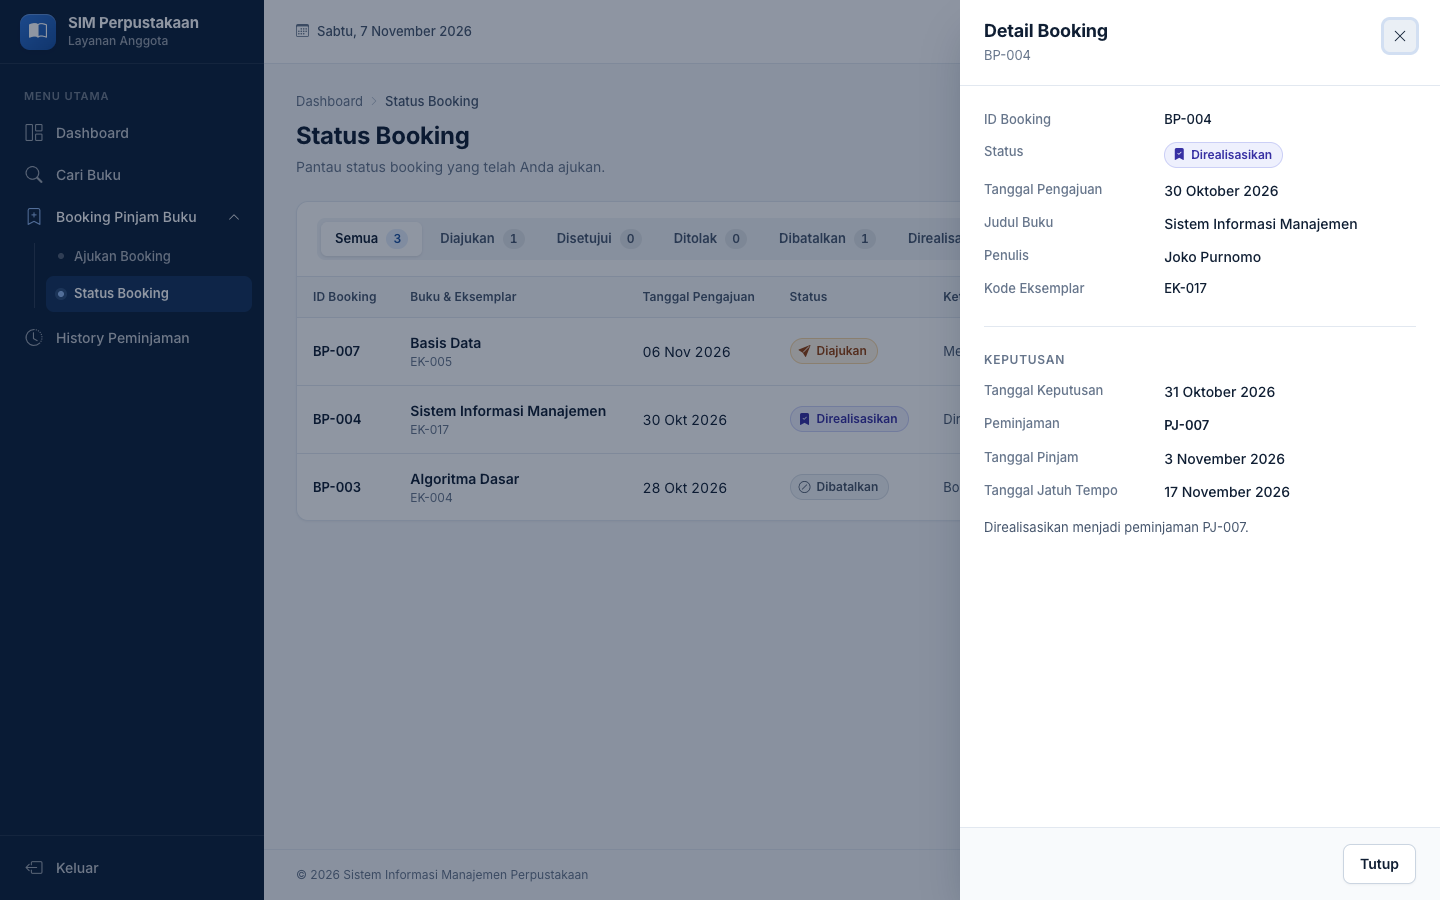 SIM Perpustakaan
Layanan Anggota
MENU UTAMA
Dashboard
Cari Buku
Booking Pinjam Buku
Ajukan Booking
Status Booking
History Peminjaman
Keluar
Sabtu, 7 November 2026
Dashboard > Status Booking
Status Booking
Pantau status booking yang telah Anda ajukan.
Semua 3 Diajukan 1 Disetujui 0 Ditolak 0 Dibatalkan 1
ID Booking Buku & Eksemplar Tanggal Pengajuan Status
BP-007 Basis Data EK-005 06 Nov 2026 Diajukan
BP-004 Sistem Informasi Manajemen EK-017 30 Okt 2026 Direalisasikan
BP-003 Algoritma Dasar EK-004 28 Okt 2026 Dibatalkan
© 2026 Sistem Informasi Manajemen Perpustakaan
Detail Booking
BP-004
ID Booking BP-004
Status Direalisasikan
Tanggal Pengajuan 30 Oktober 2026
Judul Buku Sistem Informasi Manajemen
Penulis Joko Purnomo
Kode Eksemplar EK-017
KEPUTUSAN
Tanggal Keputusan 31 Oktober 2026
Peminjaman PJ-007
Tanggal Pinjam 3 November 2026
Tanggal Jatuh Tempo 17 November 2026
Direalisasikan menjadi peminjaman PJ-007.
Tutup